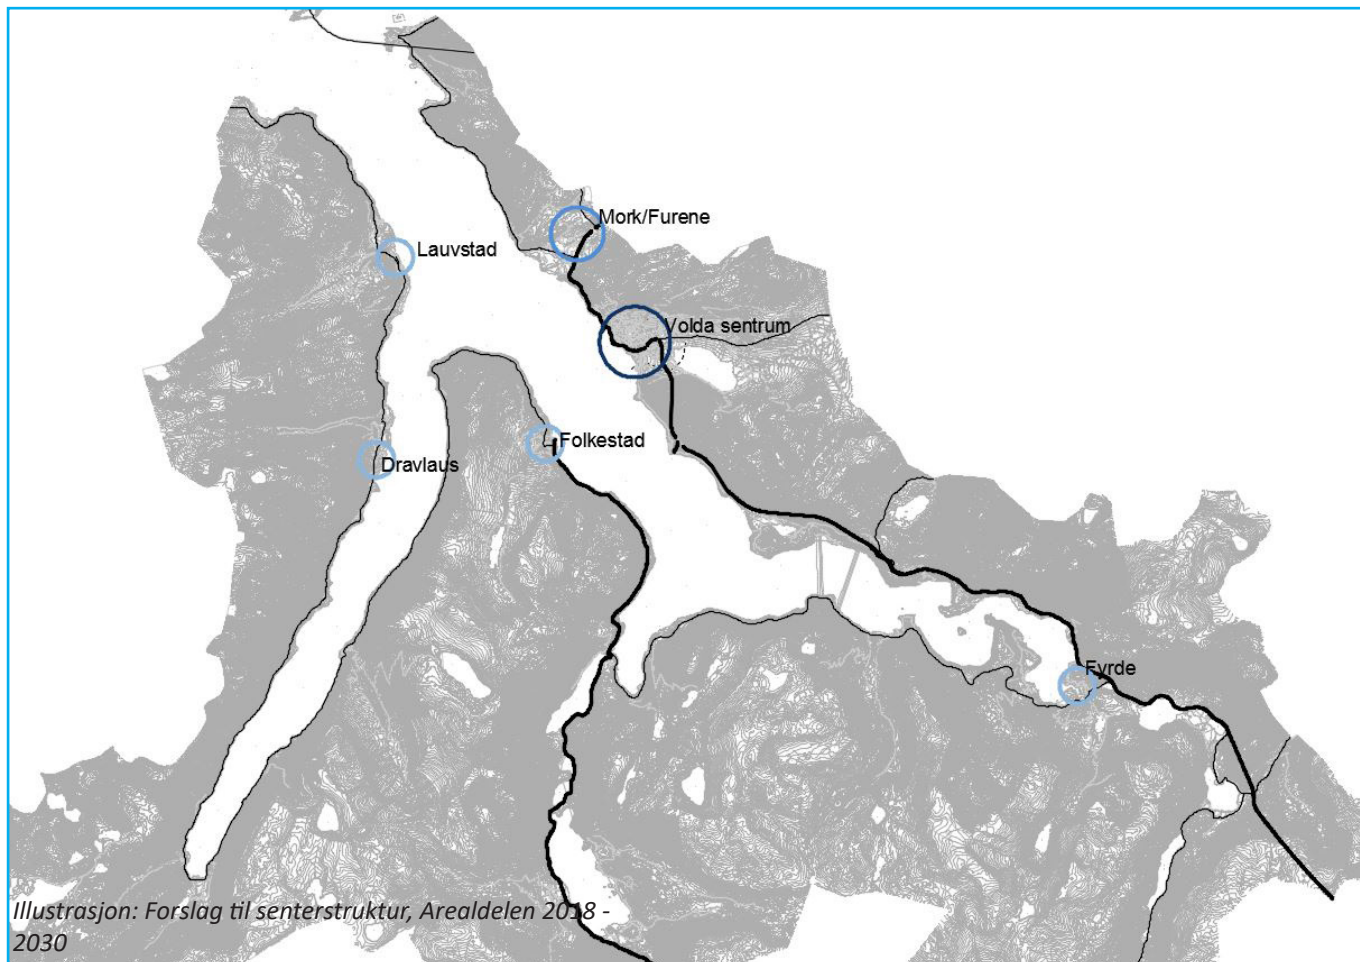 Mork/Furene
Lauvstad
Volda sentrum
Folkestad
Dravlaus
Fyrde
Illustrasjon: Forslag til senterstruktur, Arealdelen 2018 -
2030